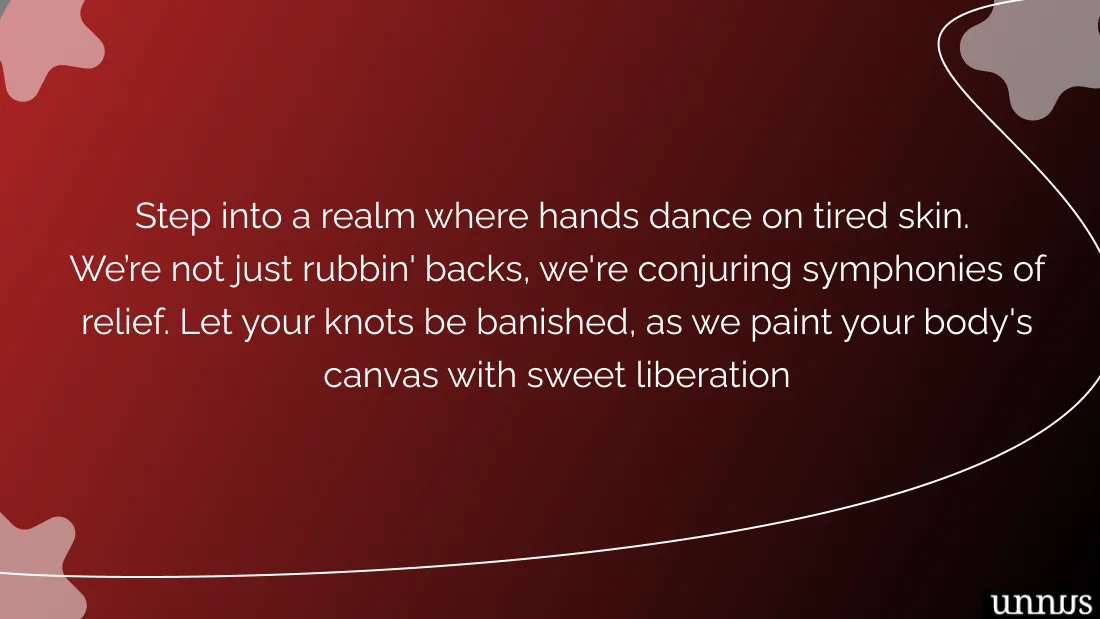 Step into a realm where hands dance on tired skin.
We’re not just rubbin' backs, we're conjuring symphonies of
relief. Let your knots be banished, as we paint your body's
canvas with sweet liberation
unnus